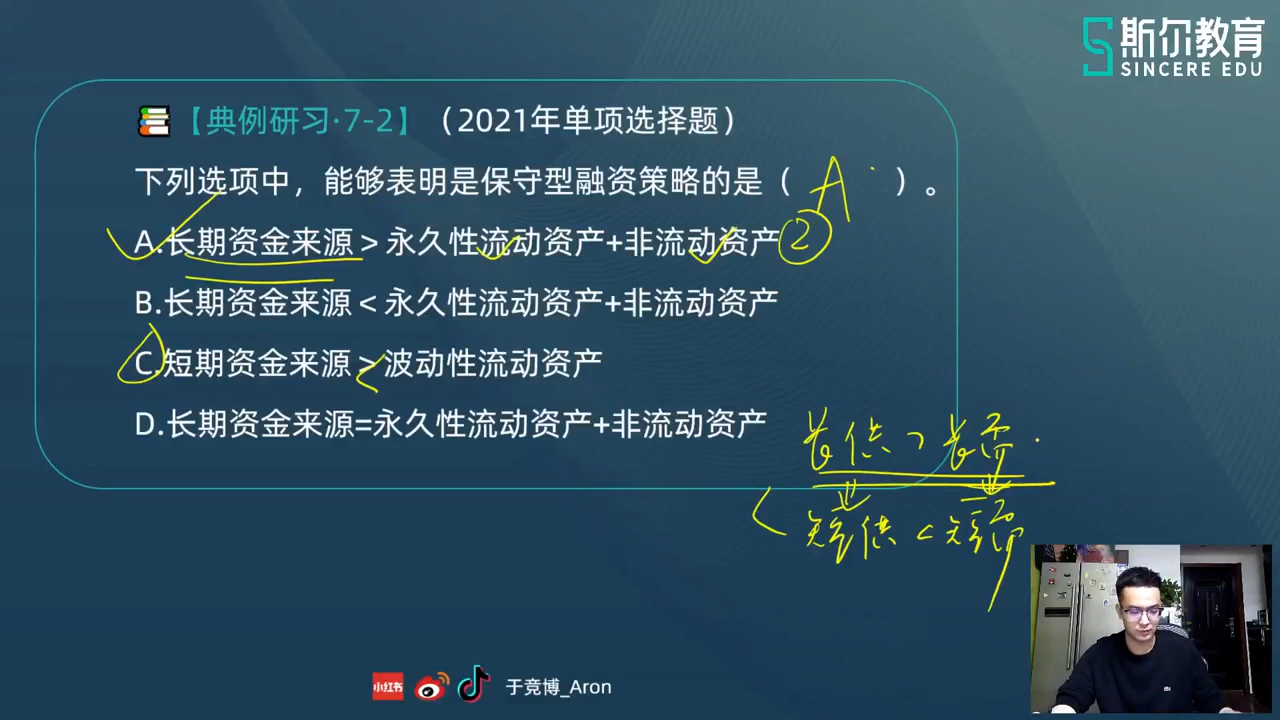 斯尔教育
SINCERE EDU
【典例研习·7-2】（2021年单项选择题）
下列选项中，能够表明是保守型融资策略的是（ A ）。
A.长期资金来源＞永久性流动资产+非流动资产 ②
B.长期资金来源＜永久性流动资产+非流动资产
C.短期资金来源＞波动性流动资产
D.长期资金来源=永久性流动资产+非流动资产
长供＞长需
短供＜短需
小红书
于竞博_Aron